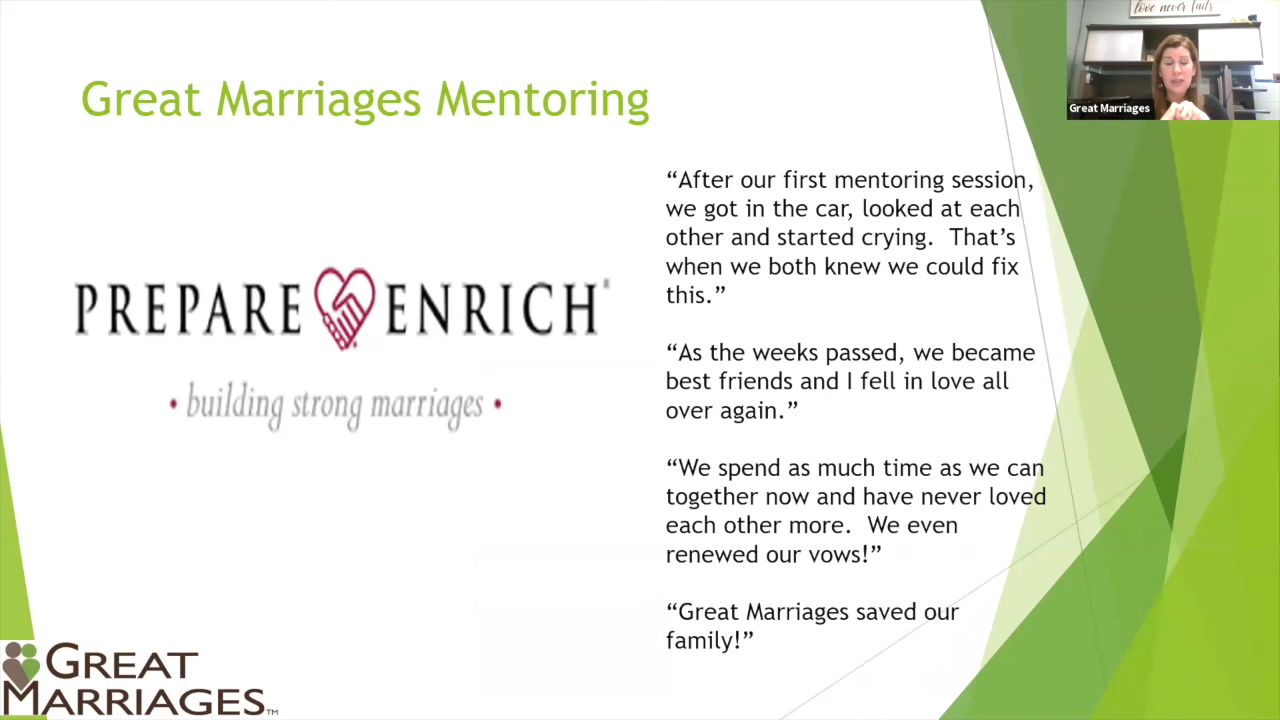 love never fails
Great Marriages
Great Marriages Mentoring
PREPARE ENRICH®
• building strong marriages •
“After our first mentoring session,
we got in the car, looked at each
other and started crying.  That’s
when we both knew we could fix
this.”
“As the weeks passed, we became
best friends and I fell in love all
over again.”
“We spend as much time as we can
together now and have never loved
each other more.  We even
renewed our vows!”
“Great Marriages saved our
family!”
GREAT
MARRIAGES™